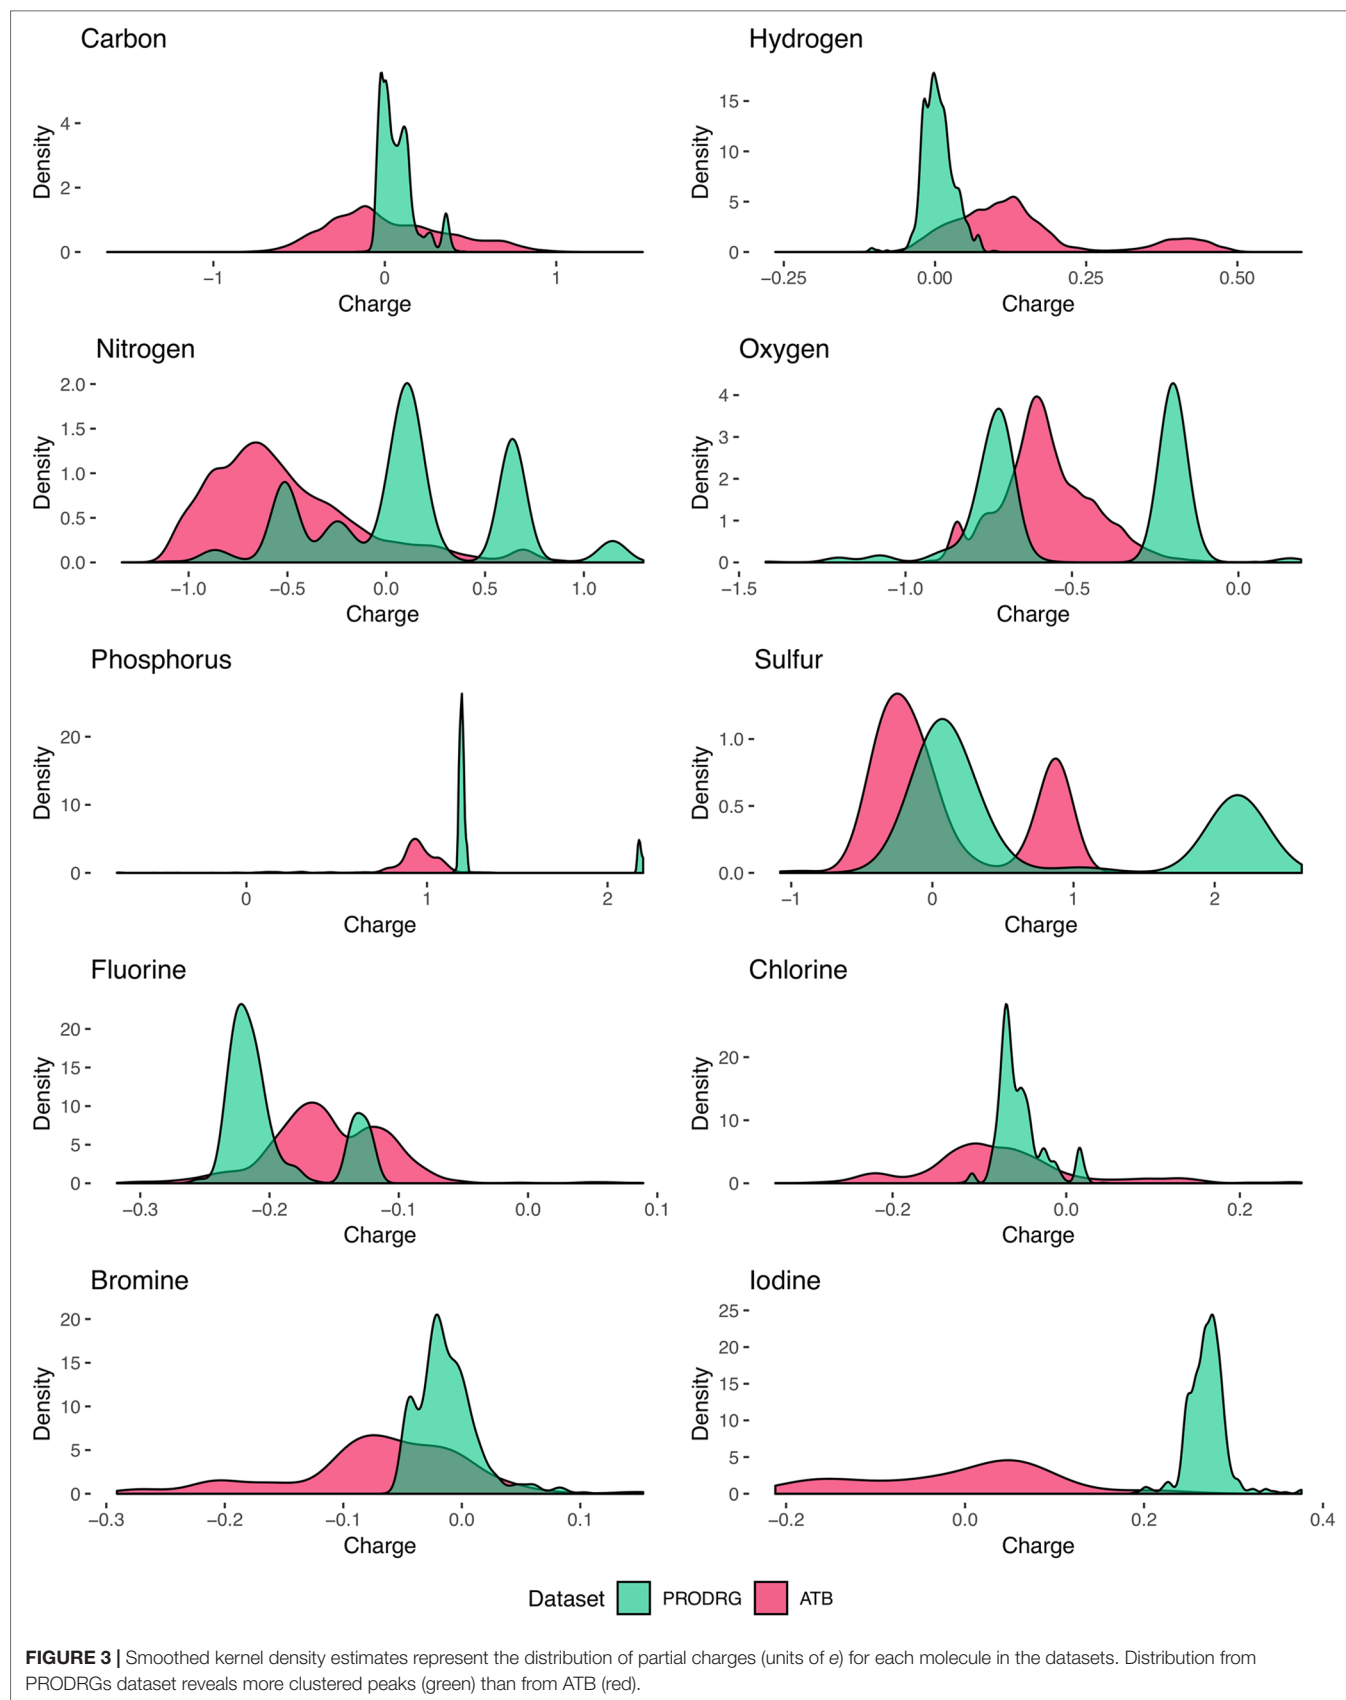 Carbon
Density
4
2
0
−1
0
1
Charge
Hydrogen
Density
15
10
5
0
−0.25
0.00
0.25
0.50
Charge
Nitrogen
Density
2.0
1.5
1.0
0.5
0.0
−1.0
−0.5
0.0
0.5
1.0
Charge
Oxygen
Density
4
3
2
1
0
−1.5
−1.0
−0.5
0.0
Charge
Phosphorus
Density
20
10
0
0
1
2
Charge
Sulfur
Density
1.0
0.5
0.0
−1
0
1
2
Charge
Fluorine
Density
20
15
10
5
0
−0.3
−0.2
−0.1
0.0
0.1
Charge
Chlorine
Density
20
10
0
−0.2
0.0
0.2
Charge
Bromine
Density
20
15
10
5
0
−0.3
−0.2
−0.1
0.0
0.1
Charge
Iodine
Density
25
20
15
10
5
0
−0.2
0.0
0.2
0.4
Charge
Dataset PRODRG ATB
FIGURE 3 | Smoothed kernel density estimates represent the distribution of partial charges (units of e) for each molecule in the datasets. Distribution from
PRODRGs dataset reveals more clustered peaks (green) than from ATB (red).